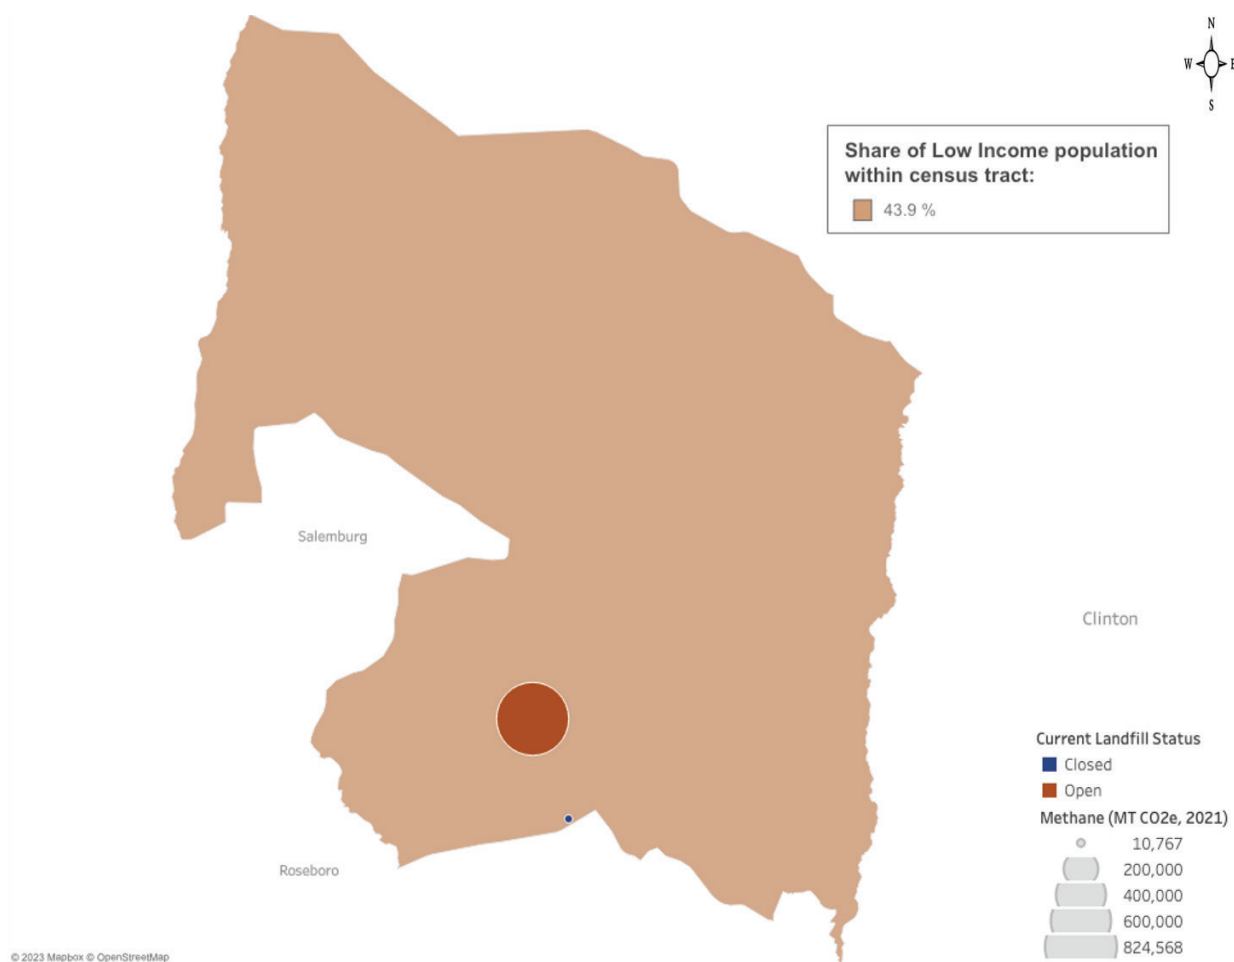 N
W E
S
Share of Low Income population
within census tract:
43.9 %
Salemburg
Clinton
Roseboro
Current Landfill Status
Closed
Open
Methane (MT CO2e, 2021)
10,767
200,000
400,000
600,000
824,568
© 2023 Mapbox © OpenStreetMap